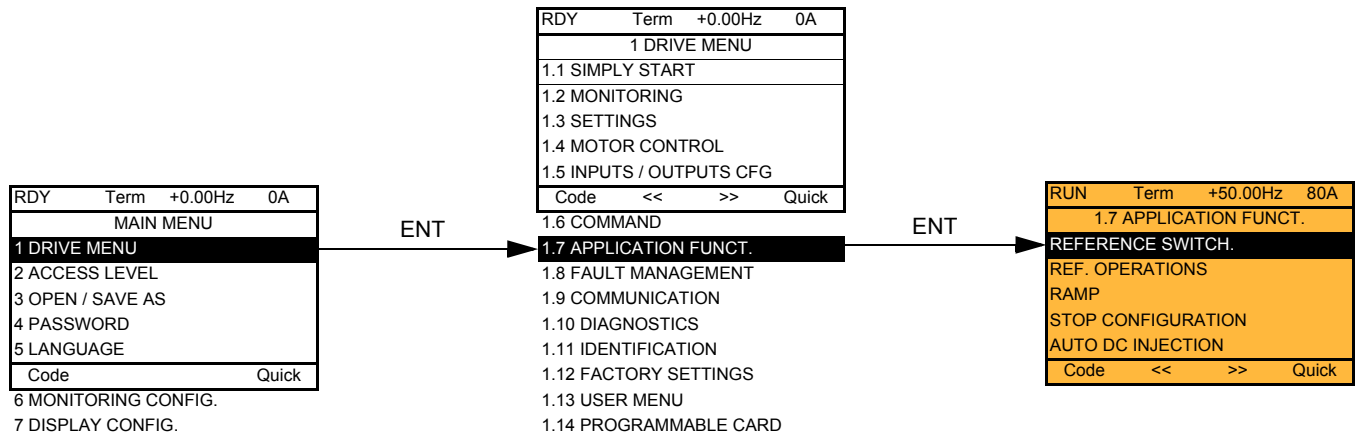 RDY Term +0.00Hz 0A
MAIN MENU
1 DRIVE MENU
2 ACCESS LEVEL
3 OPEN / SAVE AS
4 PASSWORD
5 LANGUAGE
Code Quick
6 MONITORING CONFIG.
7 DISPLAY CONFIG.
ENT
RDY Term +0.00Hz 0A
1 DRIVE MENU
1.1 SIMPLY START
1.2 MONITORING
1.3 SETTINGS
1.4 MOTOR CONTROL
1.5 INPUTS / OUTPUTS CFG
Code << >> Quick
1.6 COMMAND
1.7 APPLICATION FUNCT.
1.8 FAULT MANAGEMENT
1.9 COMMUNICATION
1.10 DIAGNOSTICS
1.11 IDENTIFICATION
1.12 FACTORY SETTINGS
1.13 USER MENU
1.14 PROGRAMMABLE CARD
ENT
RUN Term +50.00Hz 80A
1.7 APPLICATION FUNCT.
REFERENCE SWITCH.
REF. OPERATIONS
RAMP
STOP CONFIGURATION
AUTO DC INJECTION
Code << >> Quick